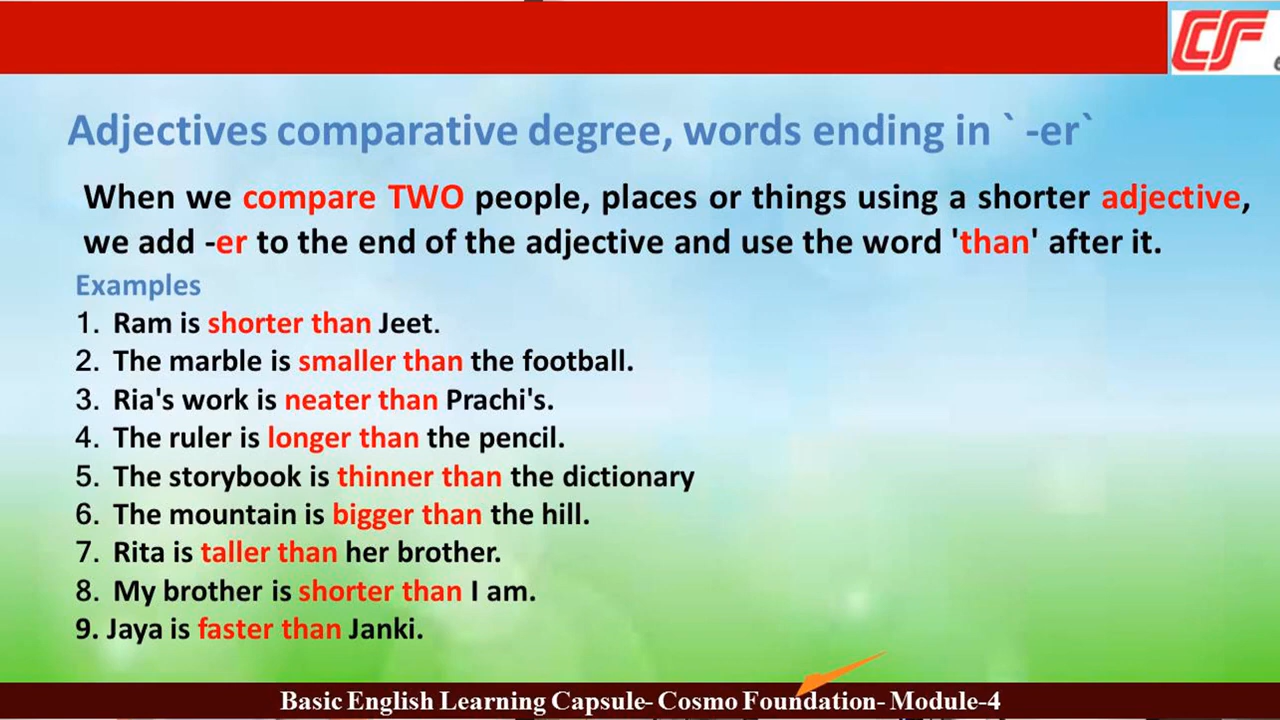 CF
Adjectives comparative degree, words ending in ` -er`
When we compare TWO people, places or things using a shorter adjective,
we add -er to the end of the adjective and use the word 'than' after it.
Examples
1. Ram is shorter than Jeet.
2. The marble is smaller than the football.
3. Ria's work is neater than Prachi's.
4. The ruler is longer than the pencil.
5. The storybook is thinner than the dictionary
6. The mountain is bigger than the hill.
7. Rita is taller than her brother.
8. My brother is shorter than I am.
9. Jaya is faster than Janki.
Basic English Learning Capsule- Cosmo Foundation- Module-4